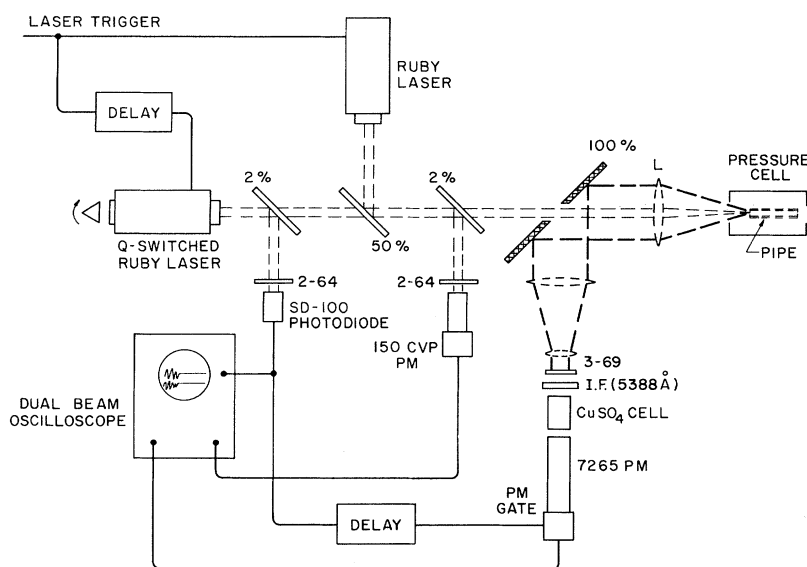 LASER TRIGGER
RUBY
LASER
DELAY
100%
L
PRESSURE
CELL
2%
2%
Q-SWITCHED
RUBY LASER
50%
PIPE
2-64
2-64
SD-100
PHOTODIODE
150 CVP
PM
3-69
I.F. (5388Å)
CuSO4 CELL
DUAL BEAM
OSCILLOSCOPE
7265 PM
PM
GATE
DELAY